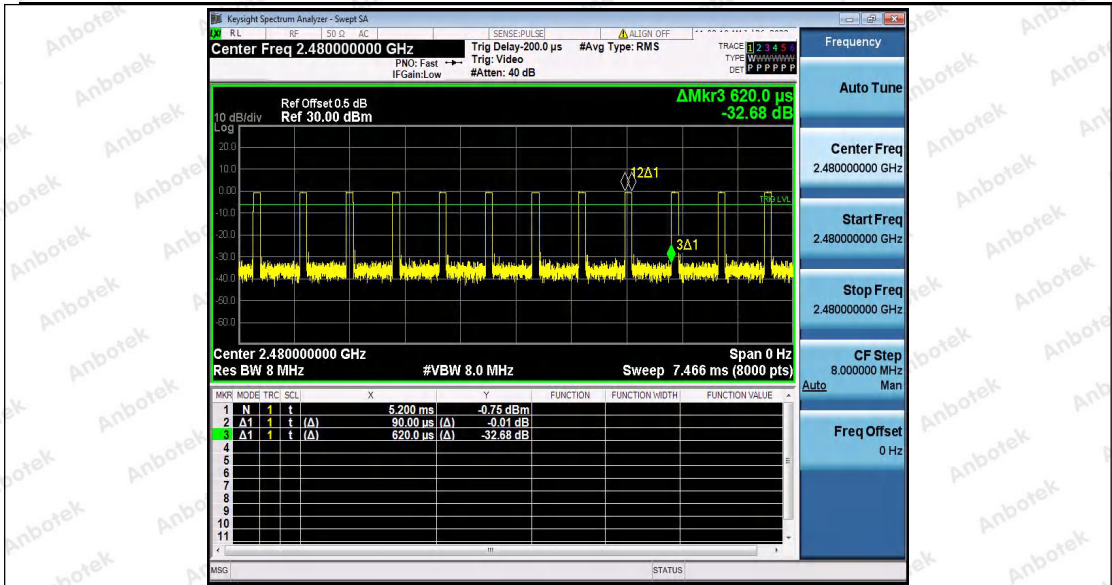 Keysight Spectrum Analyzer - Swept SA
RL RF 50 Ω AC SENSE:PULSE ALIGN OFF
Center Freq 2.480000000 GHz
PNO: Fast
IFGain:Low
Trig Delay-200.0 µs
Trig: Video
#Atten: 40 dB
#Avg Type: RMS
TRACE 1 2 3 4 5 6
TYPE WWWWWW
DET P P P P P P
ΔMkr3 620.0 µs
-32.68 dB
Ref Offset 0.5 dB
10 dB/div Ref 30.00 dBm
Log
20.0
10.0
0.00
-10.0
-20.0
-30.0
-40.0
-50.0
-60.0
12Δ1
TRIG LVL
3Δ1
Center 2.480000000 GHz Span 0 Hz
Res BW 8 MHz #VBW 8.0 MHz Sweep 7.466 ms (8000 pts)
MKR MODE TRC SCL X Y FUNCTION FUNCTION WIDTH FUNCTION VALUE
1 N 1 t 5.200 ms -0.75 dBm
2 Δ1 1 t (Δ) 90.00 µs (Δ) -0.01 dB
3 Δ1 1 t (Δ) 620.0 µs (Δ) -32.68 dB
4
5
6
7
8
9
10
11
MSG STATUS
Frequency
Auto Tune
Center Freq
2.480000000 GHz
Start Freq
2.480000000 GHz
Stop Freq
2.480000000 GHz
CF Step
8.000000 MHz
Auto Man
Freq Offset
0 Hz
Anbotek